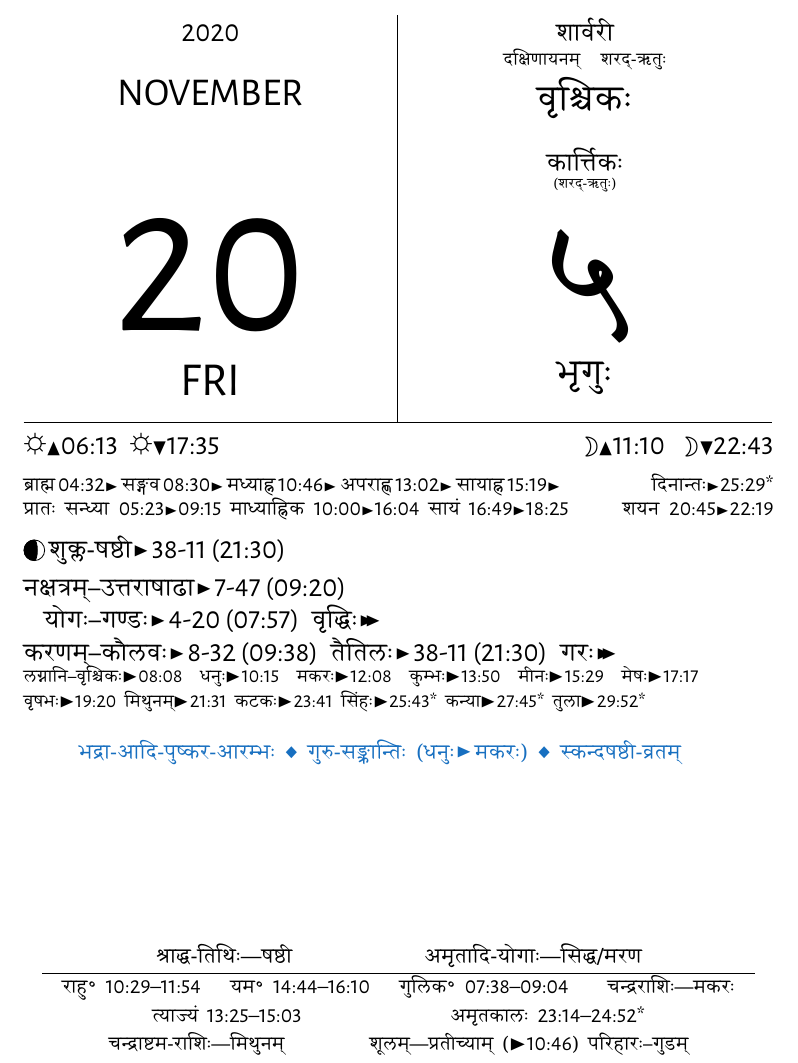 2020
NOVEMBER
20
FRI
शार्वरी
दक्षिणायनम् शरद्-ऋतुः
वृश्चिकः
कार्त्तिकः
(शरद्-ऋतुः)
५
भृगुः
☼▲06:13 ☼▼17:35 ☽▲11:10 ☽▼22:43
ब्राह्म 04:32► सङ्गव 08:30► मध्याह्न 10:46► अपराह्ण 13:02► सायाह्न 15:19► दिनान्तः►25:29*
प्रातः सन्ध्या 05:23►09:15 माध्याह्निक 10:00►16:04 सायं 16:49►18:25 शयन 20:45►22:19
शुक्ल-षष्ठी►38-11 (21:30)
नक्षत्रम्–उत्तराषाढा►7-47 (09:20)
योगः–गण्डः►4-20 (07:57) वृद्धिः►►
करणम्–कौलवः►8-32 (09:38) तैतिलः►38-11 (21:30) गरः►►
लग्नानि–वृश्चिकः►08:08 धनुः►10:15 मकरः►12:08 कुम्भः►13:50 मीनः►15:29 मेषः►17:17
वृषभः►19:20 मिथुनम्►21:31 कटकः►23:41 सिंहः►25:43* कन्या►27:45* तुला►29:52*
भद्रा-आदि-पुष्कर-आरम्भः ◆ गुरु-सङ्क्रान्तिः (धनुः►मकरः) ◆ स्कन्दषष्ठी-व्रतम्
श्राद्ध-तिथिः—षष्ठी अमृतादि-योगाः—सिद्ध/मरण
राहु॰ 10:29–11:54 यम॰ 14:44–16:10 गुलिक॰ 07:38–09:04 चन्द्रराशिः—मकरः
त्याज्यं 13:25–15:03 अमृतकालः 23:14–24:52*
चन्द्राष्टम-राशिः—मिथुनम् शूलम्—प्रतीच्याम् (►10:46) परिहारः–गुडम्